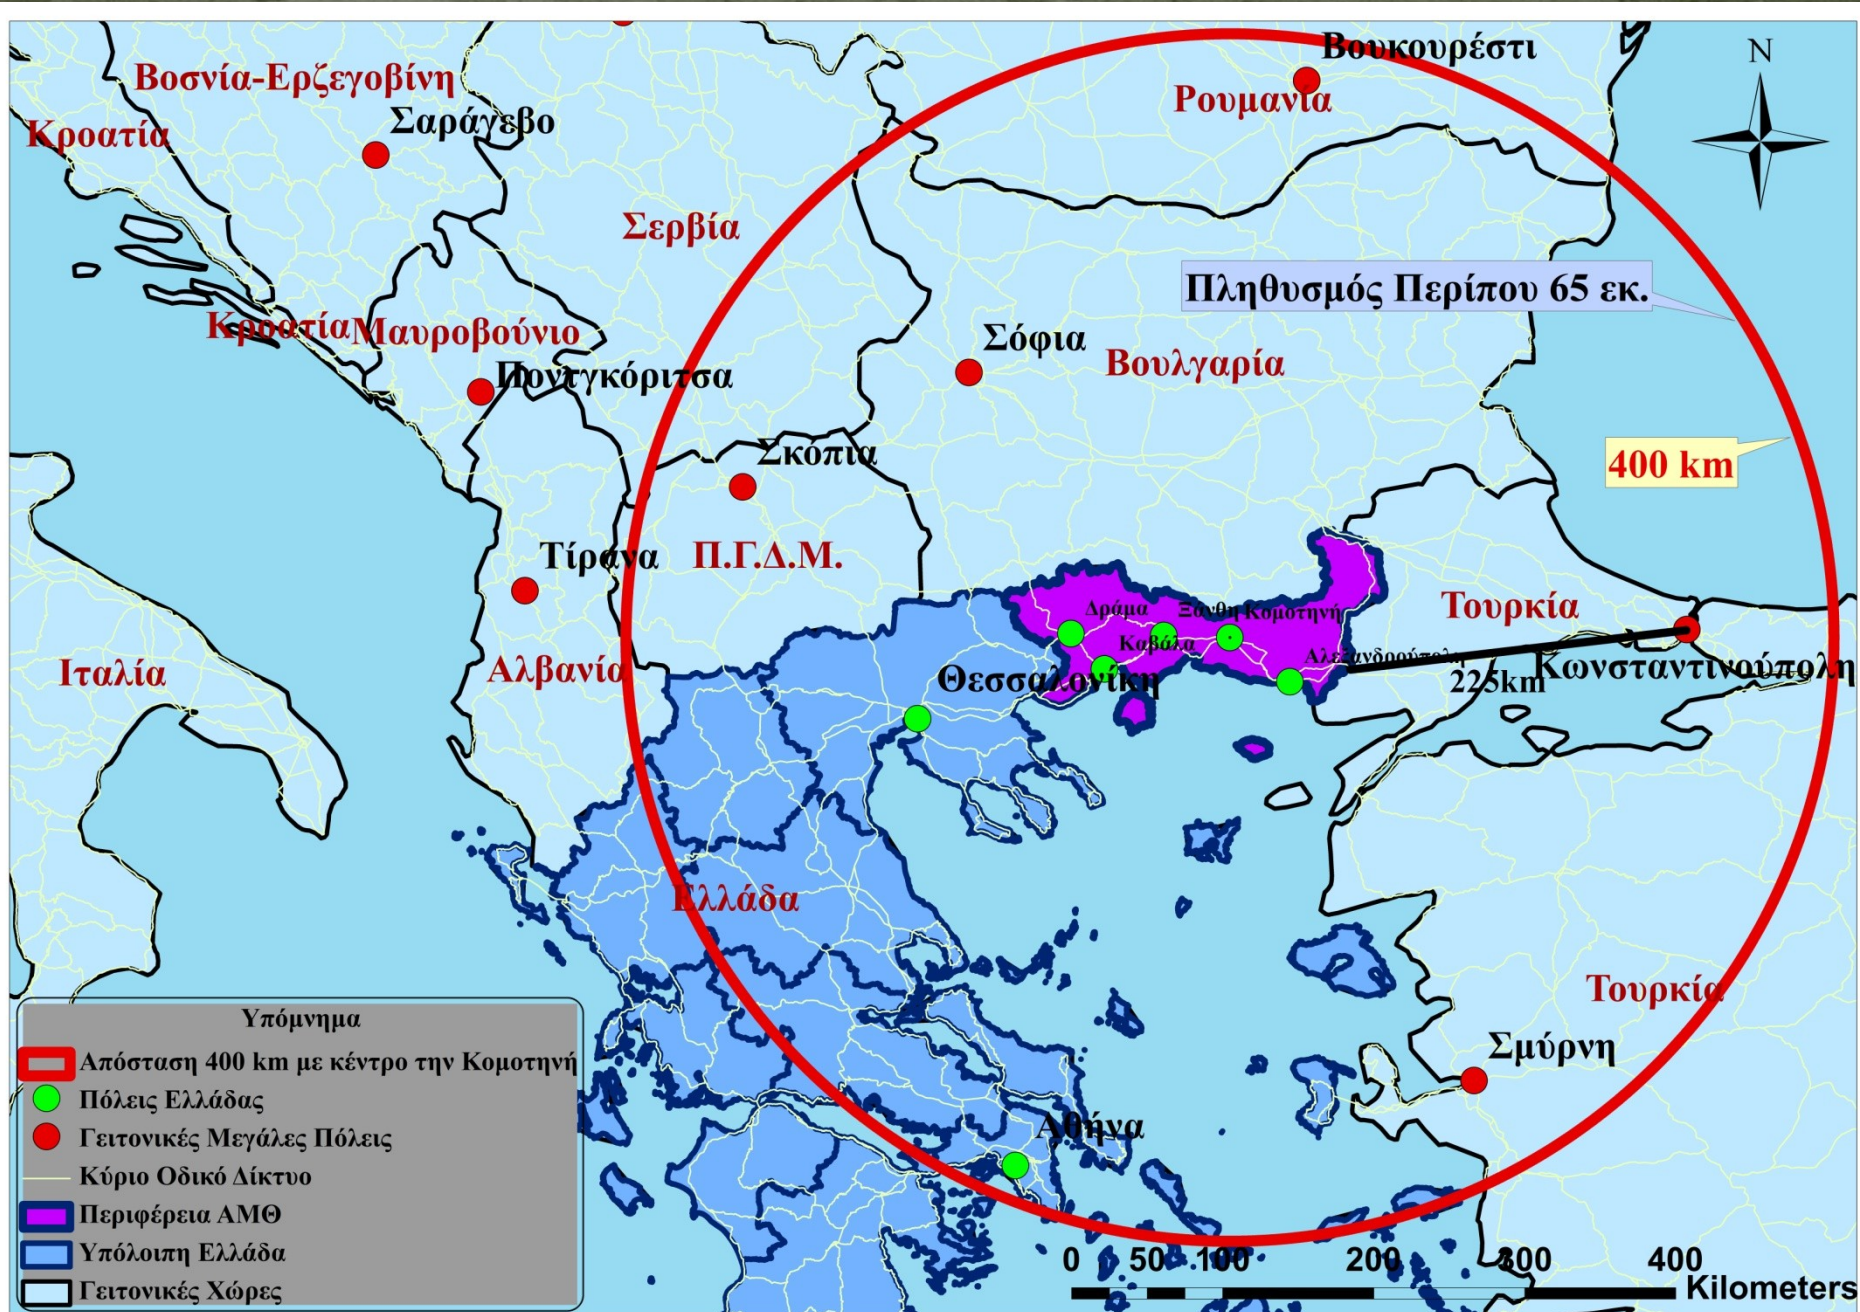 Βουκουρέστι
N
Βοσνία-Ερζεγοβίνη
Ρουμανία
Σαράγεβο
Κροατία
Σερβία
Πληθυσμός Περίπου 65 εκ.
Κροατία
Μαυροβούνιο
Σόφια
Βουλγαρία
Ποντγκόριτσα
Σκόπια
400 km
Τίρανα
Π.Γ.Δ.Μ.
Δράμα
Ξάνθη
Κομοτηνή
Τουρκία
Καβάλα
Αλεξανδρούπολη
Ιταλία
Αλβανία
Θεσσαλονίκη
225km
Κωνσταντινούπολη
Ελλάδα
Τουρκία
Σμύρνη
Αθήνα
Υπόμνημα
Απόσταση 400 km με κέντρο την Κομοτηνή
Πόλεις Ελλάδας
Γειτονικές Μεγάλες Πόλεις
Κύριο Οδικό Δίκτυο
Περιφέρεια ΑΜΘ
Υπόλοιπη Ελλάδα
Γειτονικές Χώρες
0 50 100 200 300 400
Kilometers